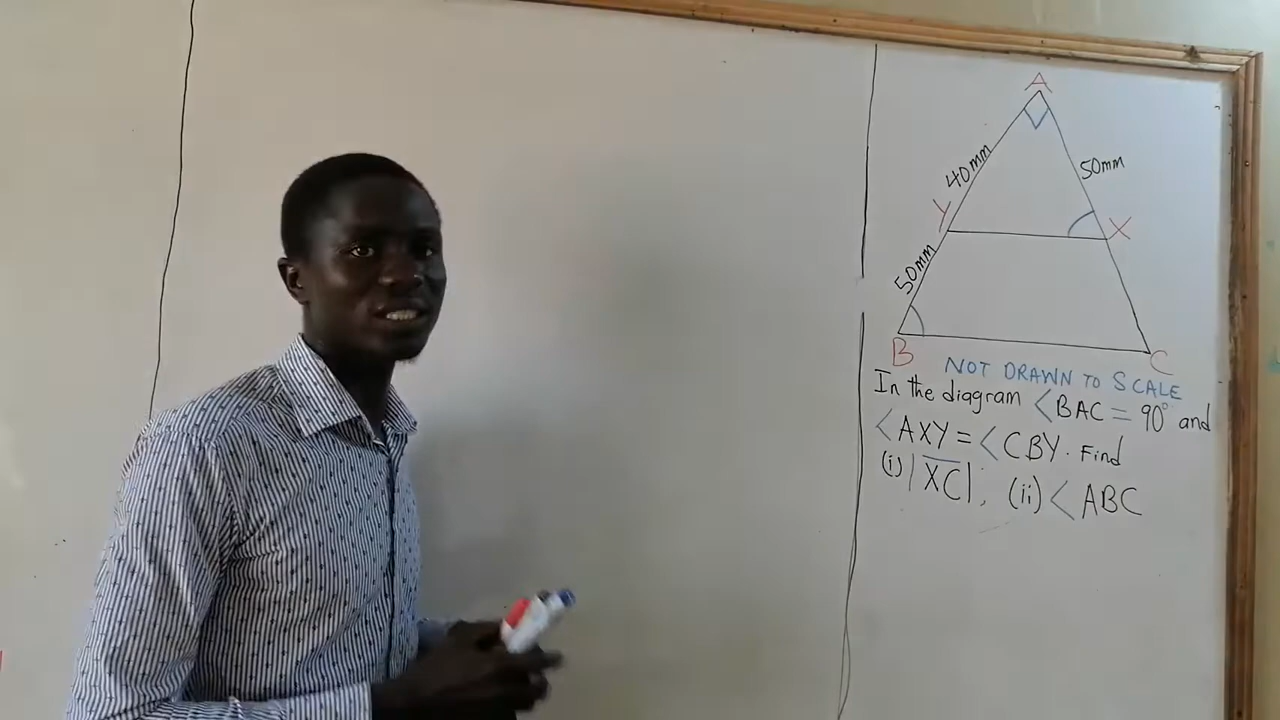 A
40mm
50mm
Y
X
50mm
B
C
NOT DRAWN TO SCALE
In the diagram <BAC = 90° and
<AXY = <CBY. Find
(i) |XC|; (ii) <ABC